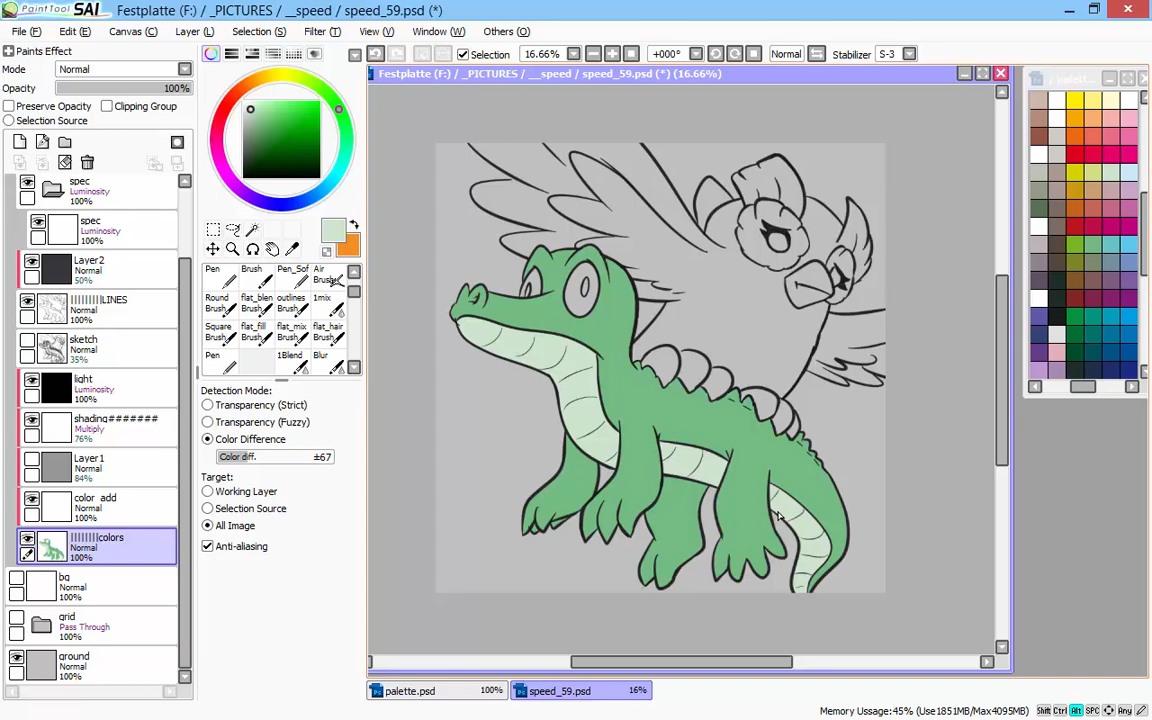 PaintTool SAI Festplatte (F:) / _PICTURES / __speed / speed_59.psd (*)
File (F) Edit (E) Canvas (C) Layer (L) Selection (S) Filter (T) View (V) Window (W) Others (O)
Paints Effect
Selection 16.66% +000° Normal Stabilizer S-3
Mode Normal
Opacity 100%
Preserve Opacity Clipping Group
Selection Source
Festplatte (F:) / _PICTURES / __speed / speed_59.psd (*) (16.66%)
palett...
spec
Luminosity
100%
spec
Luminosity
100%
Layer2
Normal
50%
||||||||LINES
Normal
100%
sketch
Normal
35%
light
Luminosity
100%
shading#######
Multiply
76%
Layer1
Normal
84%
color add
Normal
100%
||||||||colors
Normal
100%
bg
Normal
100%
grid
Pass Through
100%
ground
Normal
100%
Pen Brush Pen_Sof Air Brush
Round Brush flat_blen outlines Brush 1mix
Square Brush flat_fill flat_mix flat_hair
Pen 1Blend Blur
Detection Mode:
Transparency (Strict)
Transparency (Fuzzy)
Color Difference
Color diff. ±67
Target:
Working Layer
Selection Source
All Image
Anti-aliasing
palette.psd 100% speed_59.psd 16%
Memory Ussage: 45% (Use1851MB/Max4095MB) Shift Ctrl Alt SPC Any